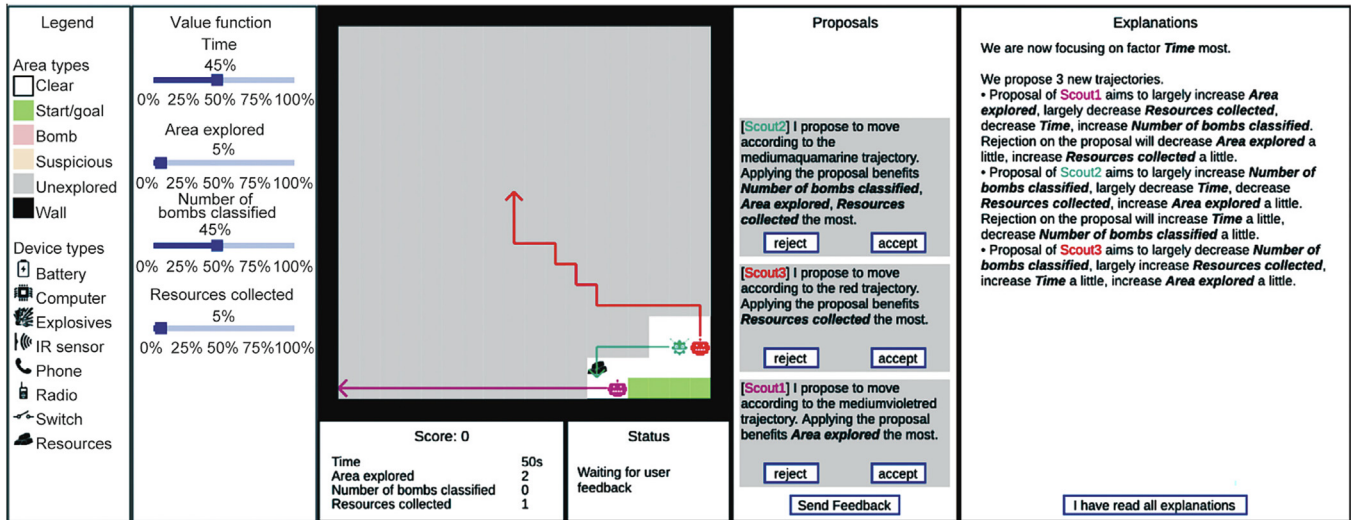 Legend
Area types
Clear
Start/goal
Bomb
Suspicious
Unexplored
Wall
Device types
Battery
Computer
Explosives
IR sensor
Phone
Radio
Switch
Resources
Value function
Time
45%
0% 25% 50% 75% 100%
Area explored
5%
0% 25% 50% 75% 100%
Number of
bombs classified
45%
0% 25% 50% 75% 100%
Resources collected
5%
0% 25% 50% 75%100%
Score: 0
Time 50s
Area explored 2
Number of bombs classified 0
Resources collected 1
Status
Waiting for user
feedback
Proposals
[Scout2] I propose to move
according to the
mediumaquamarine trajectory.
Applying the proposal benefits
Number of bombs classified,
Area explored, Resources
collected the most.
reject accept
[Scout3] I propose to move
according to the red trajectory.
Applying the proposal benefits
Resources collected the most.
reject accept
[Scout1] I propose to move
according to the mediumvioletred
trajectory. Applying the proposal
benefits Area explored the most.
reject accept
Send Feedback
Explanations
We are now focusing on factor Time most.
We propose 3 new trajectories.
• Proposal of Scout1 aims to largely increase Area
explored, largely decrease Resources collected,
decrease Time, increase Number of bombs classified.
Rejection on the proposal will decrease Area explored a
little, increase Resources collected a little.
• Proposal of Scout2 aims to largely increase Number of
bombs classified, largely decrease Time, decrease
Resources collected, increase Area explored a little.
Rejection on the proposal will increase Time a little,
decrease Number of bombs classified a little.
• Proposal of Scout3 aims to largely decrease Number of
bombs classified, largely increase Resources collected,
increase Time a little, increase Area explored a little.
I have read all explanations